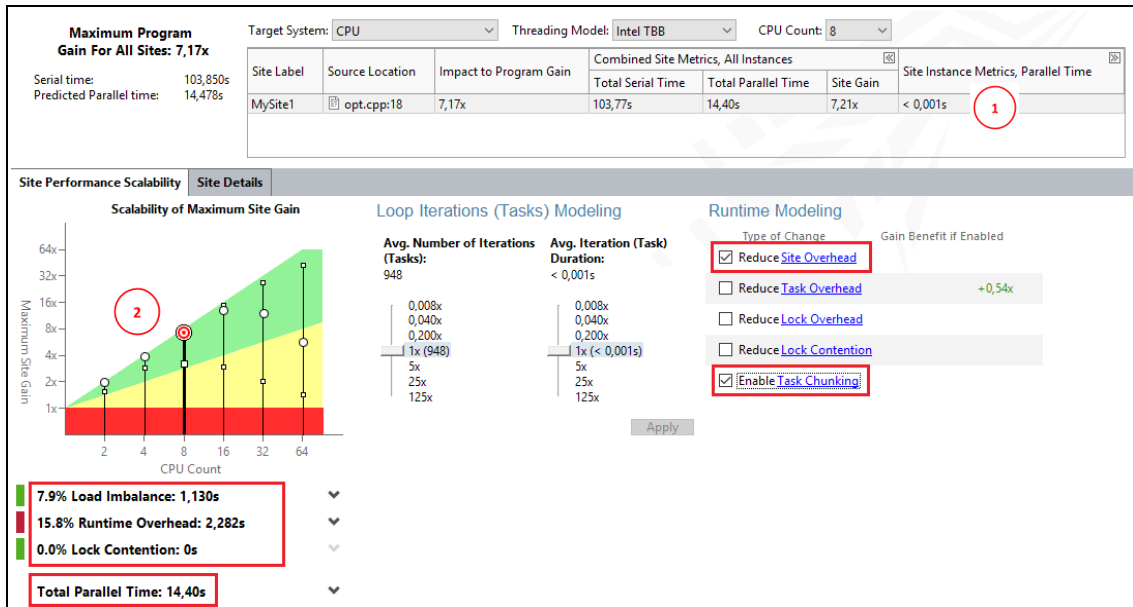 Maximum Program
Gain For All Sites: 7,17x
Serial time: 103,850s
Predicted Parallel time: 14,478s
Target System: CPU Threading Model: Intel TBB CPU Count: 8
Site Label Source Location Impact to Program Gain Combined Site Metrics, All Instances Site Instance Metrics, Parallel Time
Total Serial Time Total Parallel Time Site Gain
MySite1 opt.cpp:18 7,17x 103,77s 14,40s 7,21x < 0,001s
1
Site Performance Scalability Site Details
Scalability of Maximum Site Gain
Maximum Site Gain
64x
32x
16x
8x
4x
2x
1x
2
2 4 8 16 32 64
CPU Count
Loop Iterations (Tasks) Modeling
Avg. Number of Iterations
(Tasks):
948
0,008x
0,040x
0,200x
1x (948)
5x
25x
125x
Avg. Iteration (Task)
Duration:
< 0,001s
0,008x
0,040x
0,200x
1x (< 0,001s)
5x
25x
125x
Apply
Runtime Modeling
Type of Change Gain Benefit if Enabled
Reduce Site Overhead
Reduce Task Overhead +0,54x
Reduce Lock Overhead
Reduce Lock Contention
Enable Task Chunking
7.9% Load Imbalance: 1,130s
15.8% Runtime Overhead: 2,282s
0.0% Lock Contention: 0s
Total Parallel Time: 14,40s